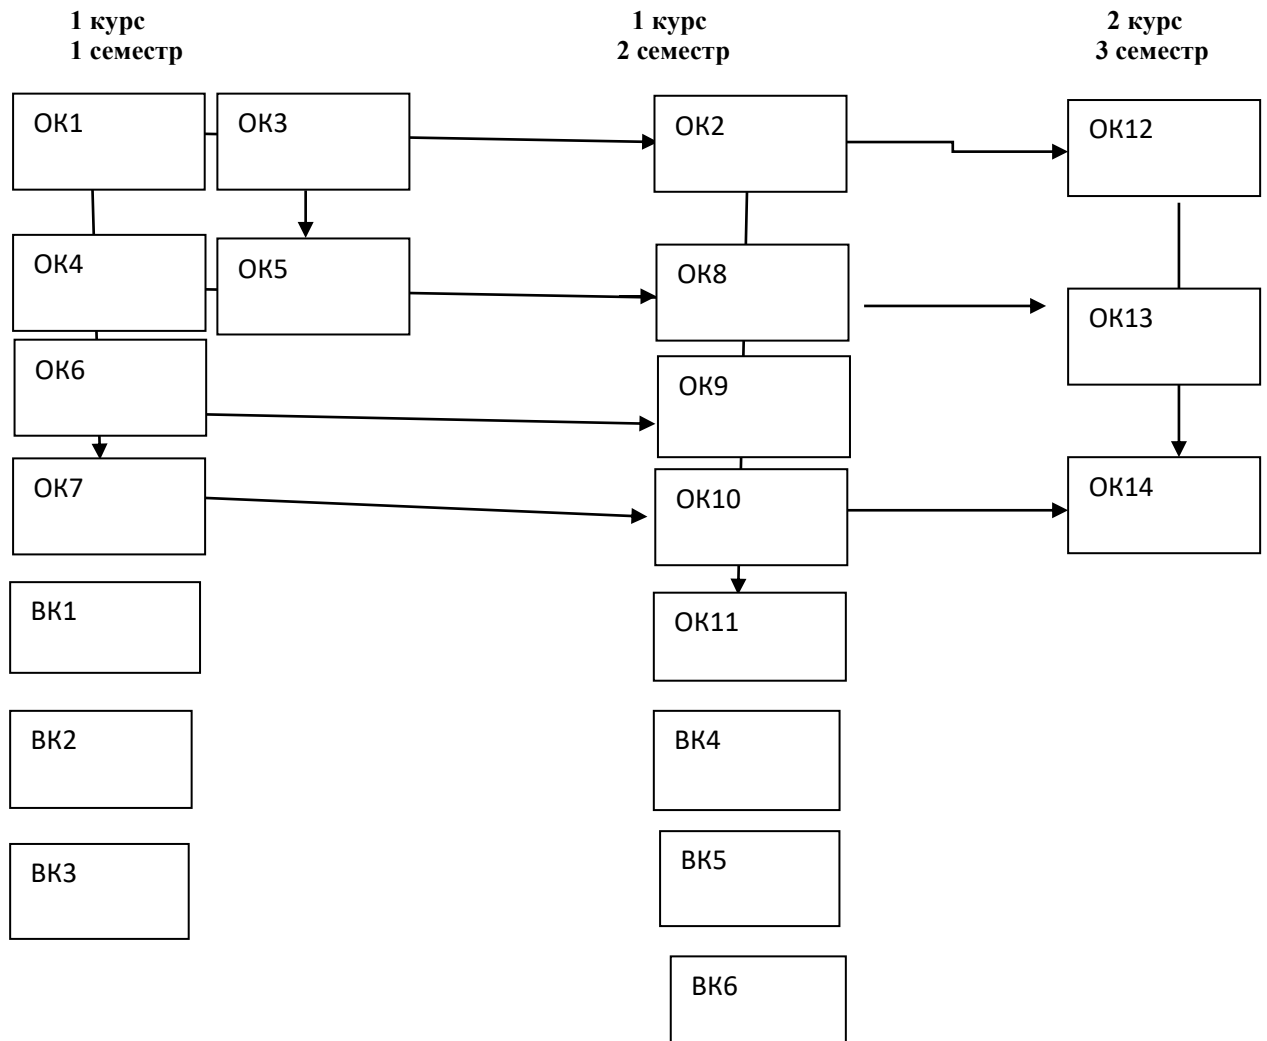 1 курс
1 семестр
1 курс
2 семестр
2 курс
3 семестр
ОК1
ОК3
ОК2
ОК12
ОК4
ОК5
ОК8
ОК13
ОК6
ОК9
ОК7
ОК10
ОК14
ВК1
ОК11
ВК2
ВК4
ВК3
ВК5
ВК6